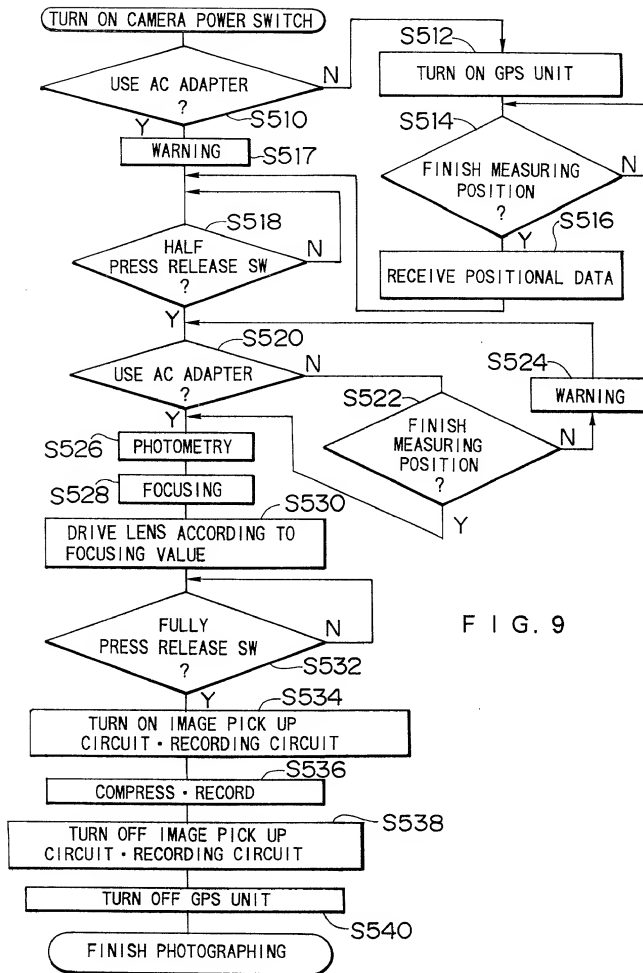 TURN ON CAMERA POWER SWITCH
USE AC ADAPTER
?
N
Y
S510
WARNING
S517
S512
TURN ON GPS UNIT
S514
FINISH MEASURING
POSITION
?
N
Y
S516
RECEIVE POSITIONAL DATA
S518
HALF
PRESS RELEASE SW
?
N
Y
S520
USE AC ADAPTER
?
N
Y
S522
FINISH
MEASURING
POSITION
?
N
Y
S524
WARNING
S526
PHOTOMETRY
S528
FOCUSING
S530
DRIVE LENS ACCORDING TO
FOCUSING VALUE
FULLY
PRESS RELEASE SW
?
N
S532
Y
FIG. 9
S534
TURN ON IMAGE PICK UP
CIRCUIT・RECORDING CIRCUIT
S536
COMPRESS・RECORD
S538
TURN OFF IMAGE PICK UP
CIRCUIT・RECORDING CIRCUIT
TURN OFF GPS UNIT
S540
FINISH PHOTOGRAPHING